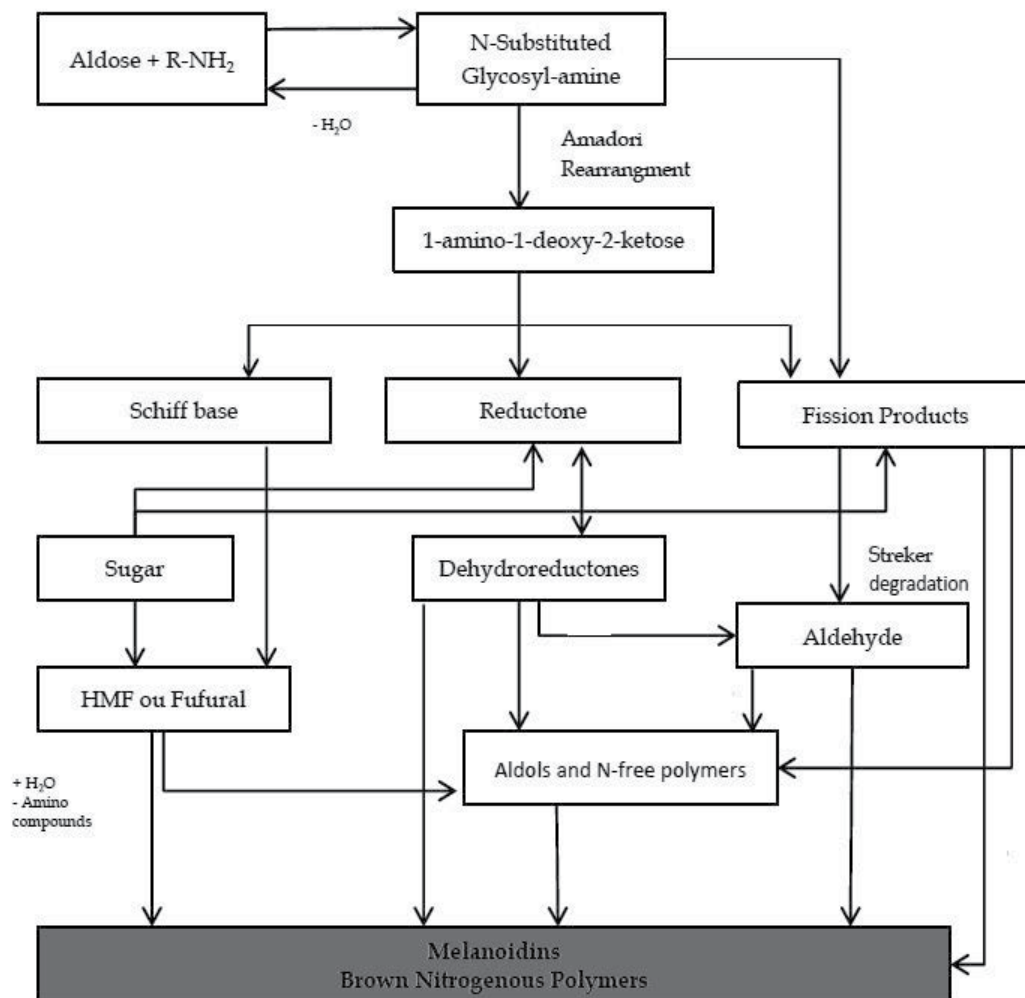 Aldose + R-NH₂
N-Substituted
Glycosyl-amine
- H₂O
Amadori
Rearrangment
1-amino-1-deoxy-2-ketose
Schiff base
Reductone
Fission Products
Sugar
Dehydroreductones
Streker
degradation
Aldehyde
HMF ou Fufural
Aldols and N-free polymers
+ H₂O
- Amino
compounds
Melanoidins
Brown Nitrogenous Polymers